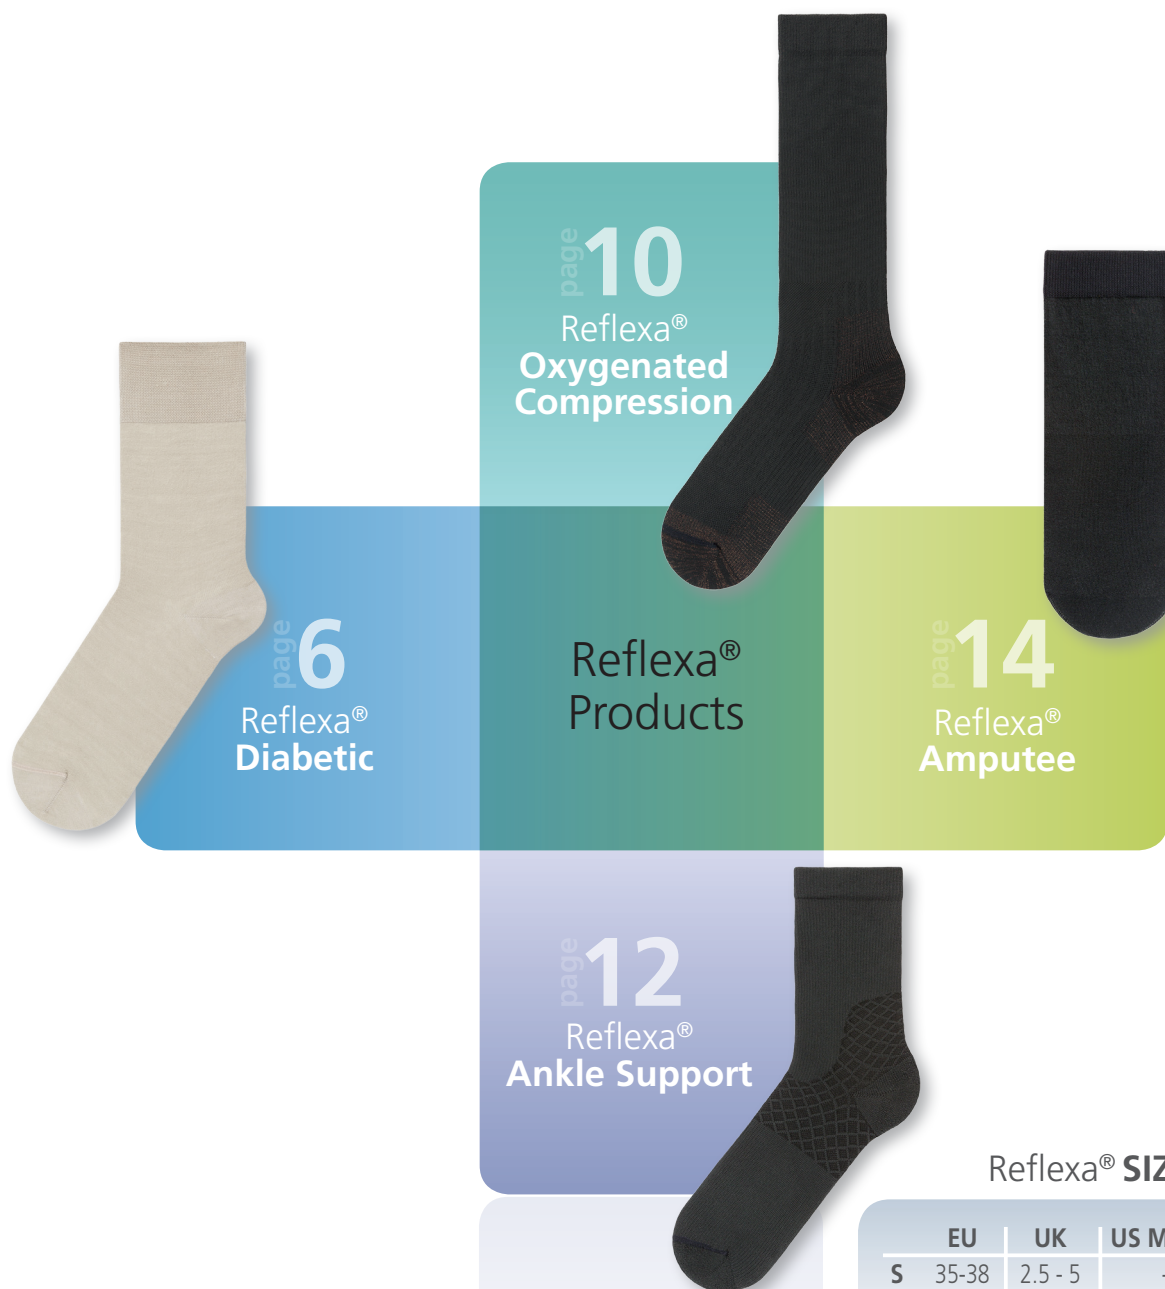 page 10
Reflexa®
Oxygenated
Compression
page 6
Reflexa®
Diabetic
Reflexa®
Products
page 14
Reflexa®
Amputee
page 12
Reflexa®
Ankle Support
Reflexa®
EU UK US
S 35-38 2.5 - 5